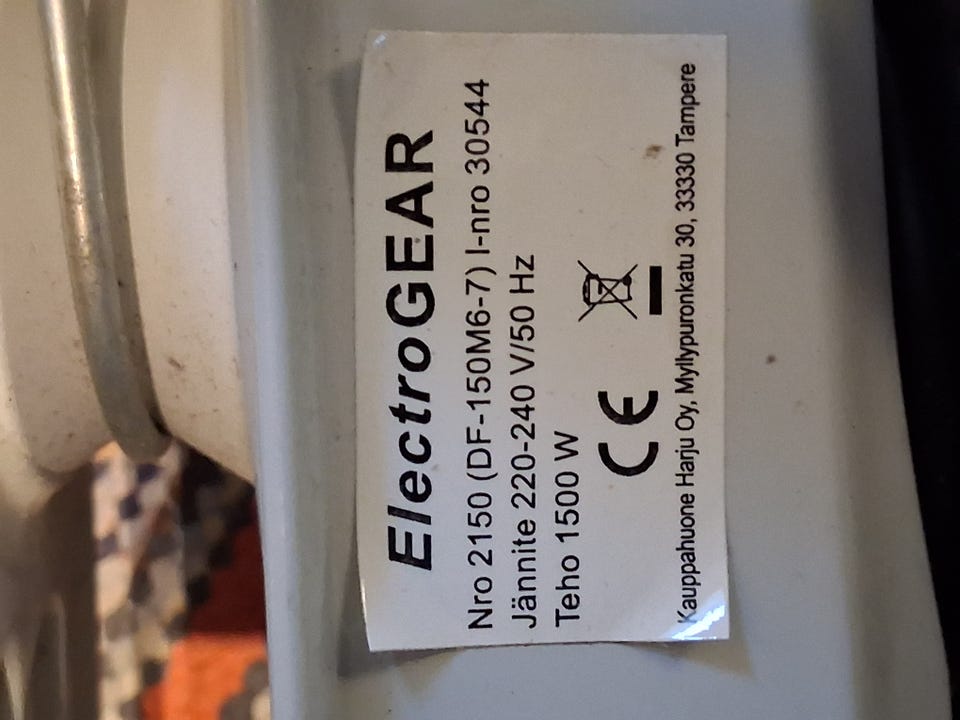 ElectroGEAR
Nro 2150 (DF-150M6-7) I-nro 30544
Jännite 220-240 V/50 Hz
Teho 1500 W
CE
Kauppahuone Harju Oy, Myllypuronkatu 30, 33330 Tampere